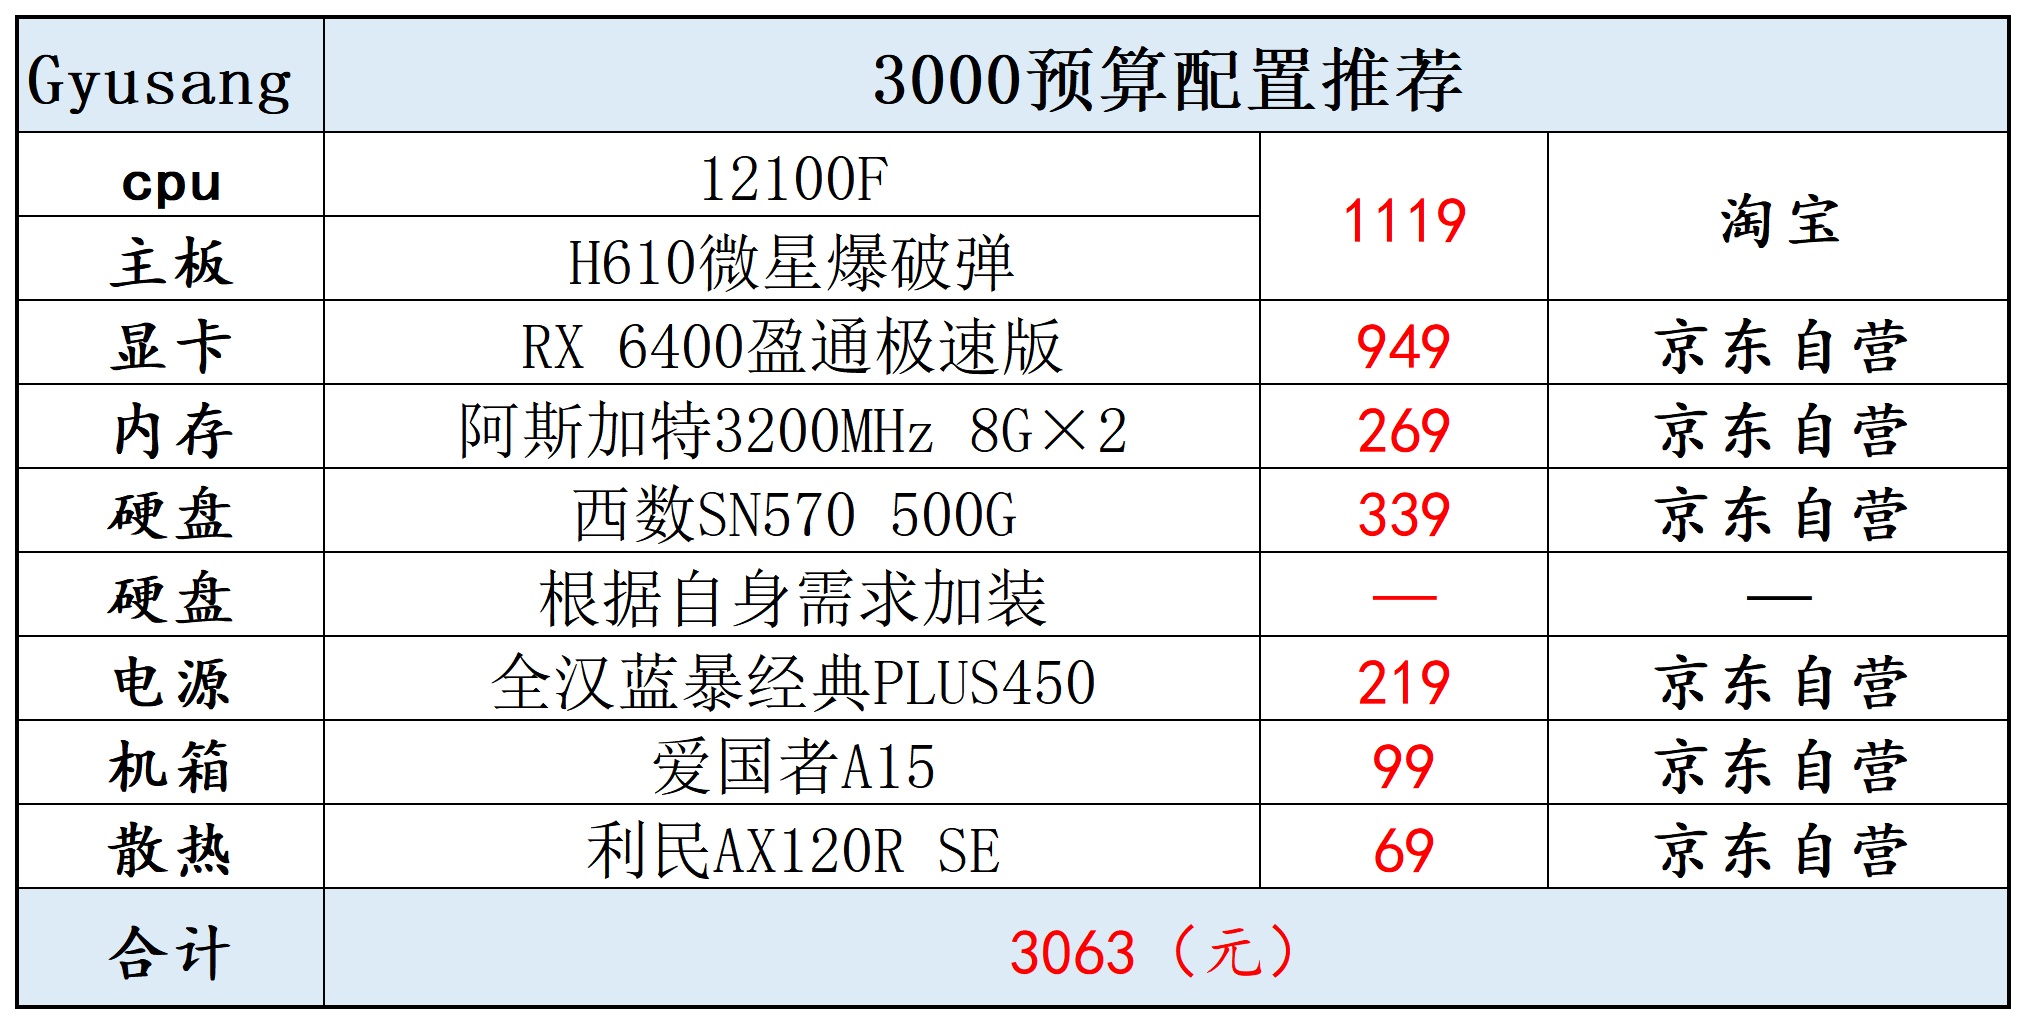 Gyusang 3000预算配置推荐
cpu 12100F 1119 淘宝
主板 H610微星爆破弹
显卡 RX 6400盈通极速版 949 京东自营
内存 阿斯加特3200MHz 8G×2 269 京东自营
硬盘 西数SN570 500G 339 京东自营
硬盘 根据自身需求加装 — —
电源 全汉蓝暴经典PLUS450 219 京东自营
机箱 爱国者A15 99 京东自营
散热 利民AX120R SE 69 京东自营
合计 3063（元）